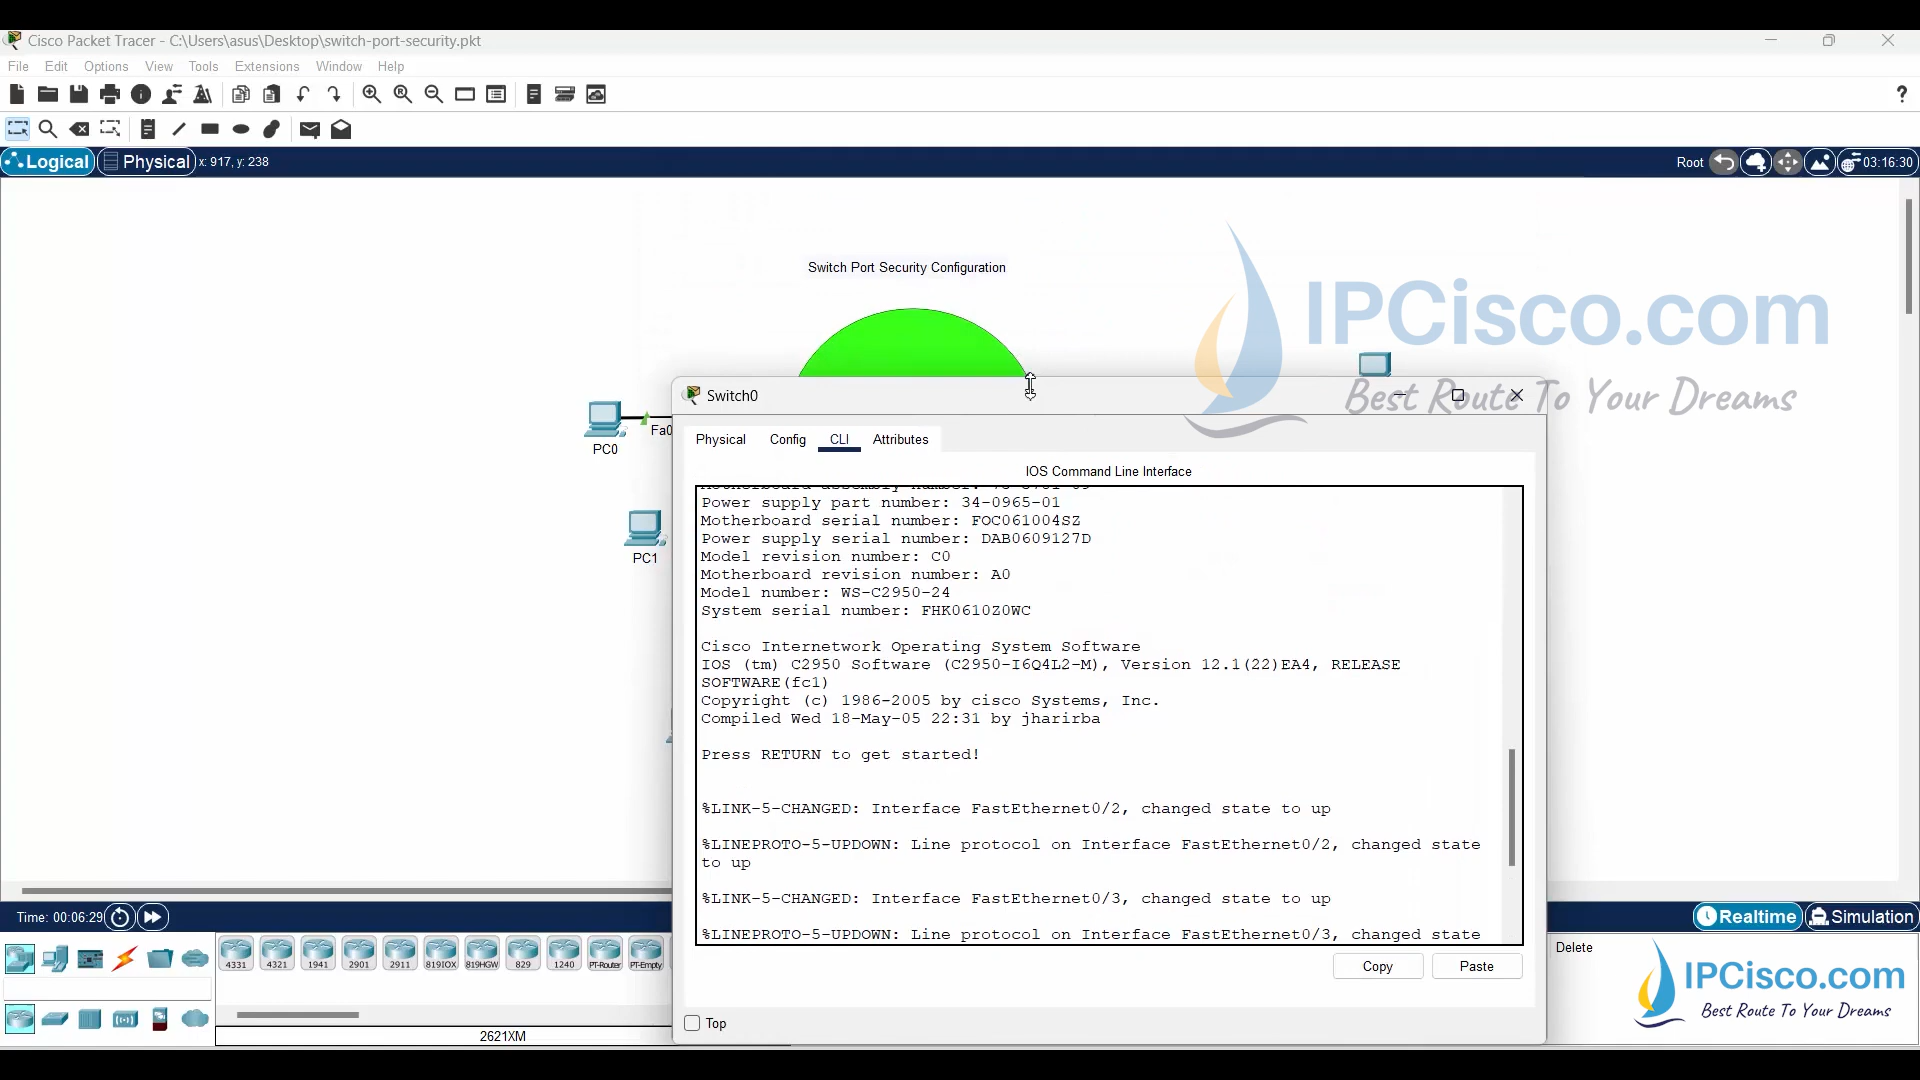 Cisco Packet Tracer - C:\Users\asus\Desktop\switch-port-security.pkt
File Edit Options View Tools Extensions Window Help
?
Logical Physical x: 917, y: 238 Root 03:16:30
Switch Port Security Configuration
IPCisco.com
Best Route To Your Dreams
PC0
Fa0
PC1
Switch0
Physical Config CLI Attributes
IOS Command Line Interface
Power supply part number: 34-0965-01
Motherboard serial number: FOC061004SZ
Power supply serial number: DAB0609127D
Model revision number: C0
Motherboard revision number: A0
Model number: WS-C2950-24
System serial number: FHK0610Z0WC
Cisco Internetwork Operating System Software
IOS (tm) C2950 Software (C2950-I6Q4L2-M), Version 12.1(22)EA4, RELEASE
SOFTWARE(fc1)
Copyright (c) 1986-2005 by cisco Systems, Inc.
Compiled Wed 18-May-05 22:31 by jharirba
Press RETURN to get started!
%LINK-5-CHANGED: Interface FastEthernet0/2, changed state to up
%LINEPROTO-5-UPDOWN: Line protocol on Interface FastEthernet0/2, changed state
to up
%LINK-5-CHANGED: Interface FastEthernet0/3, changed state to up
%LINEPROTO-5-UPDOWN: Line protocol on Interface FastEthernet0/3, changed state
Copy Paste
Top
Time: 00:06:29 Realtime Simulation
4331 4321 1941 2901 2911 819IOX 819HGW 829 1240 PT-Router PT-Empty
2621XM
Delete
IPCisco.com
Best Route To Your Dreams